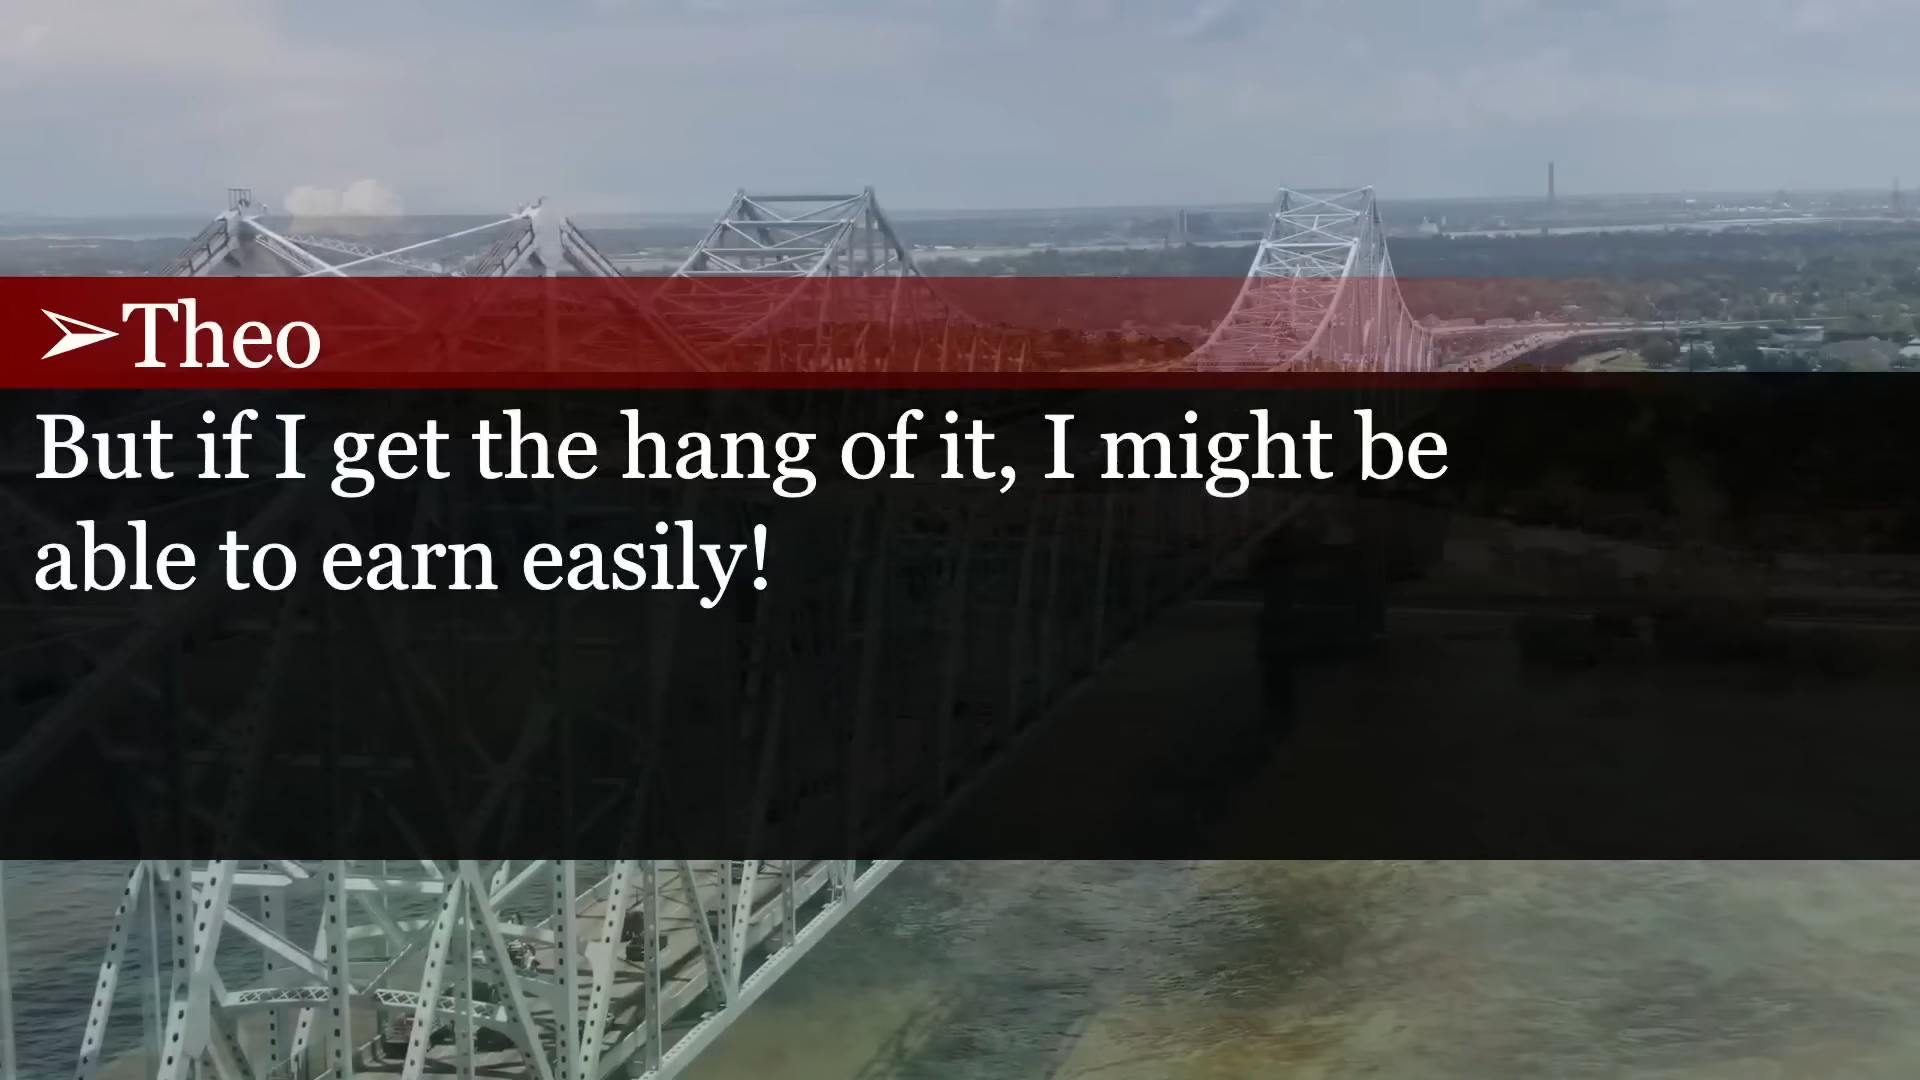 ➢Theo
But if I get the hang of it, I might be
able to earn easily!